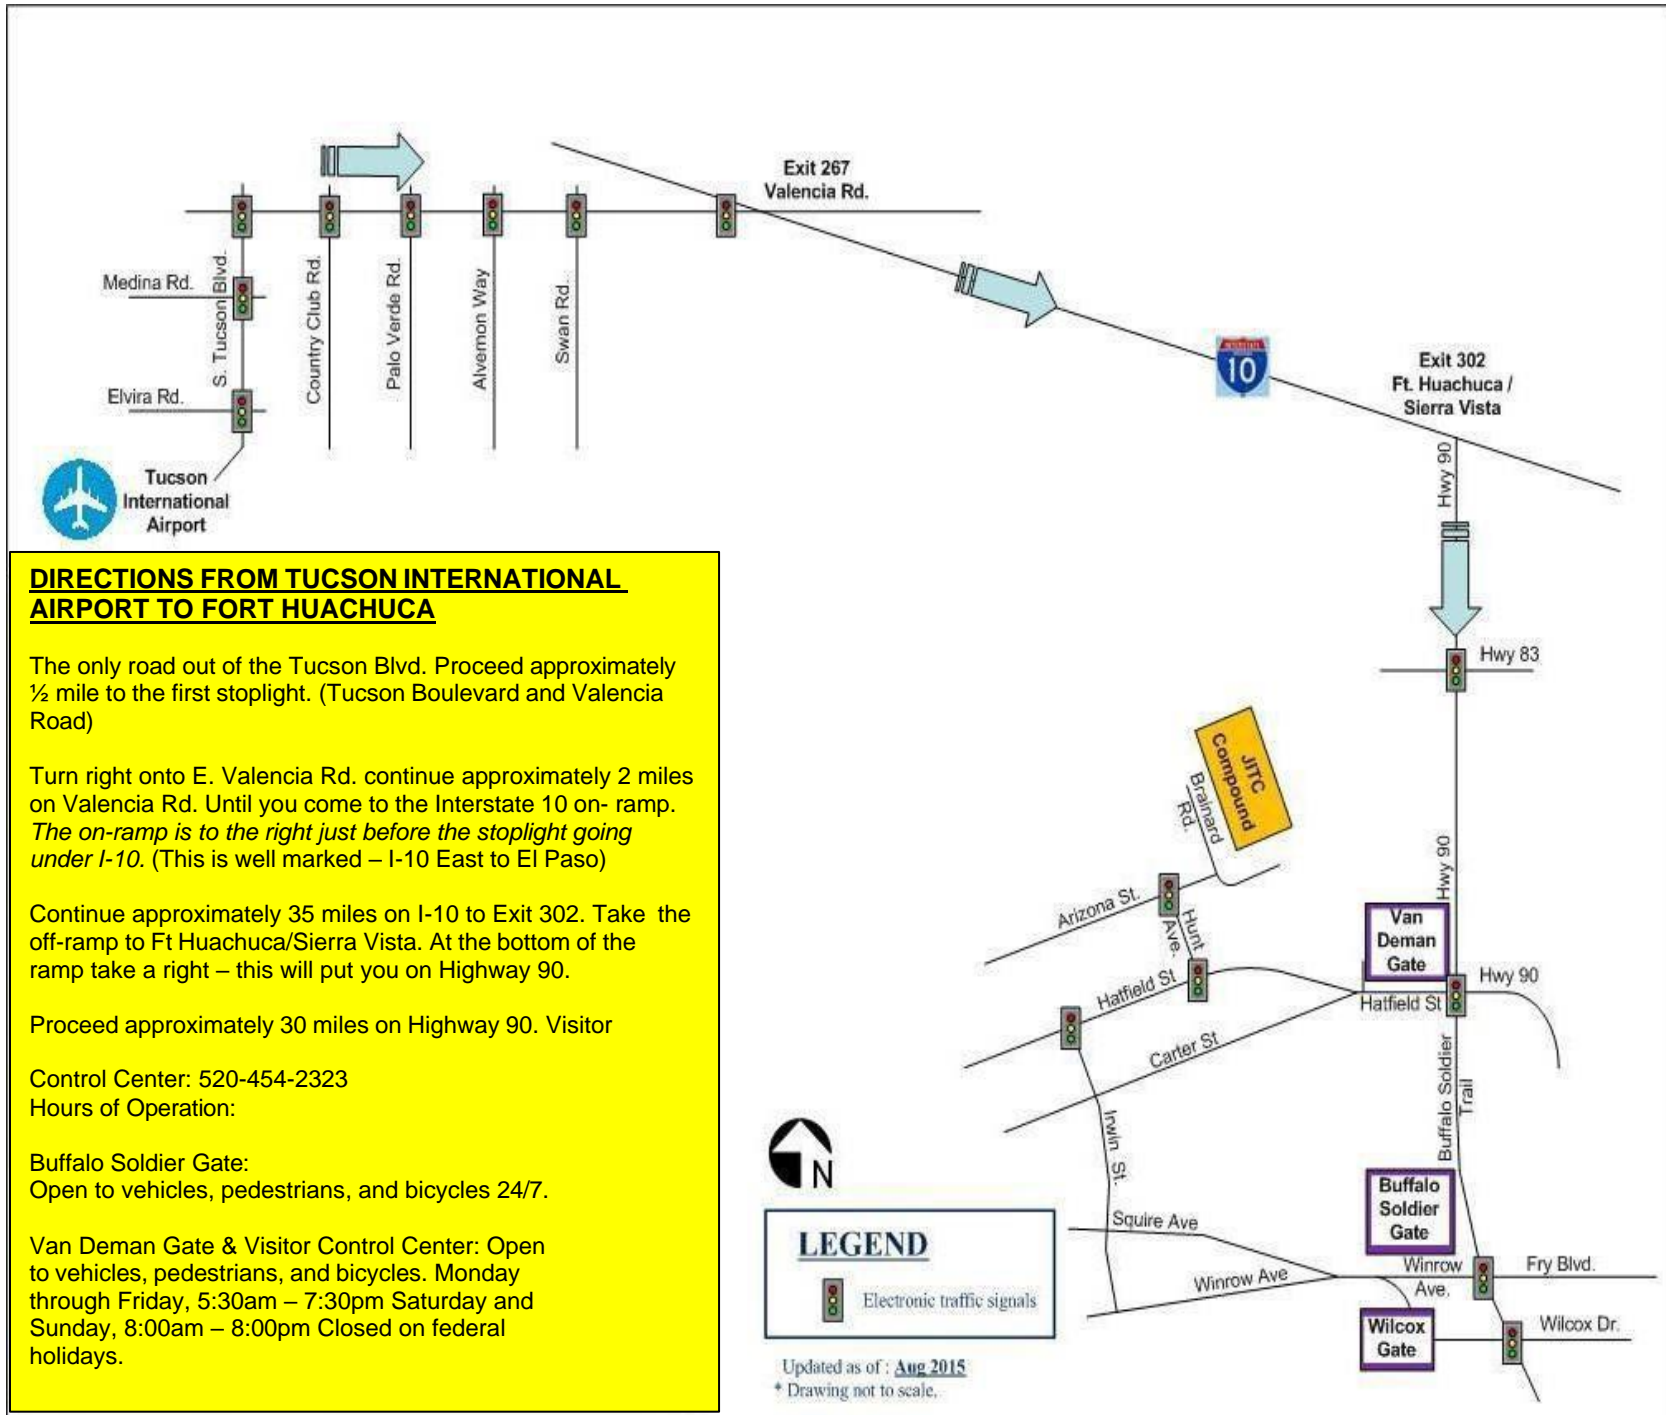 Exit 267
Valencia Rd.
Medina Rd.
S. Tucson Blvd.
Country Club Rd.
Palo Verde Rd.
Alvernon Way
Swan Rd.
Elvira Rd.
Tucson
International
Airport
INTERSTATE
10
Exit 302
Ft. Huachuca /
Sierra Vista
Hwy 90
Hwy 83
DIRECTIONS FROM TUCSON INTERNATIONAL
AIRPORT TO FORT HUACHUCA
The only road out of the Tucson Blvd. Proceed approximately
½ mile to the first stoplight. (Tucson Boulevard and Valencia
Road)
Turn right onto E. Valencia Rd. continue approximately 2 miles
on Valencia Rd. Until you come to the Interstate 10 on- ramp.
The on-ramp is to the right just before the stoplight going
under I-10. (This is well marked – I-10 East to El Paso)
Continue approximately 35 miles on I-10 to Exit 302. Take the
off-ramp to Ft Huachuca/Sierra Vista. At the bottom of the
ramp take a right – this will put you on Highway 90.
Proceed approximately 30 miles on Highway 90. Visitor
Control Center: 520-454-2323
Hours of Operation:
Buffalo Soldier Gate:
Open to vehicles, pedestrians, and bicycles 24/7.
Van Deman Gate & Visitor Control Center: Open
to vehicles, pedestrians, and bicycles. Monday
through Friday, 5:30am – 7:30pm Saturday and
Sunday, 8:00am – 8:00pm Closed on federal
holidays.
JITC
Compound
Brainard
Rd.
Arizona St.
Hunt
Ave.
Hatfield St
Carter St
Hwy 90
Van
Deman
Gate
Hwy 90
Hatfield St
Buffalo Soldier
Trail
Irwin St.
Buffalo
Soldier
Gate
Squire Ave
Winrow Ave
Winrow
Ave.
Fry Blvd.
Wilcox
Gate
Wilcox Dr.
N
LEGEND
Electronic traffic signals
Updated as of : Aug 2015
* Drawing not to scale.